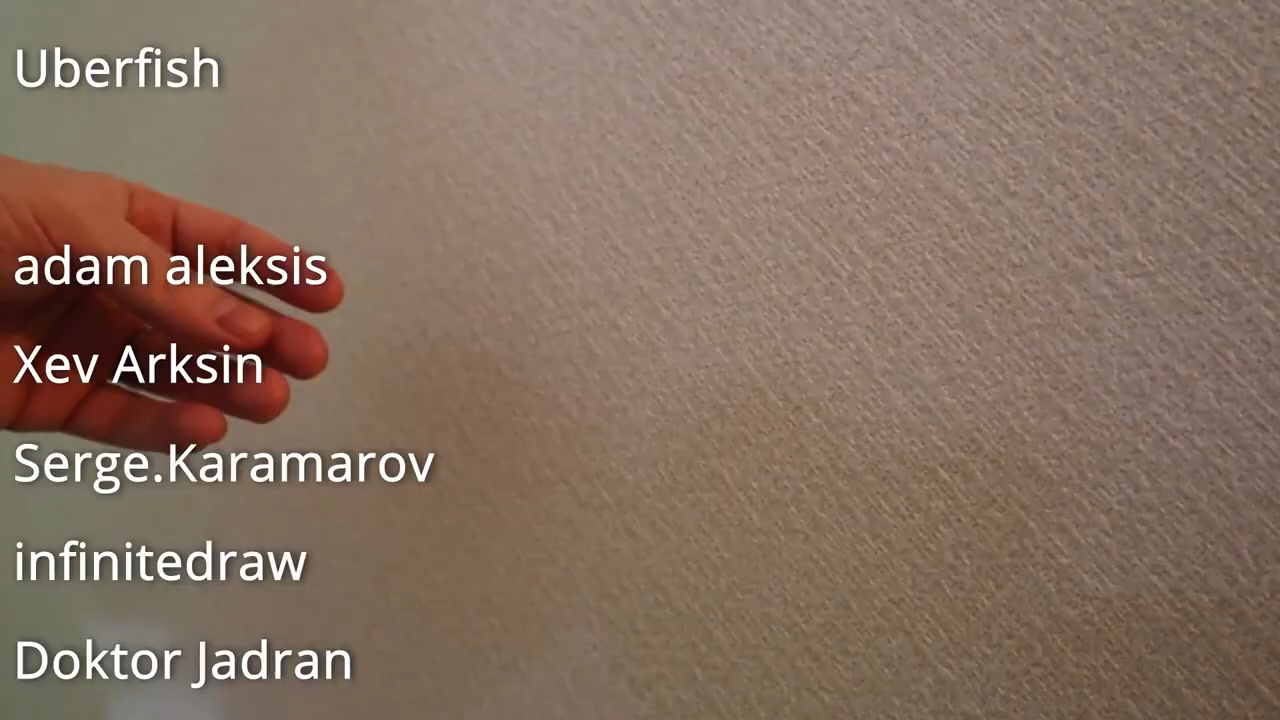 Uberfish
adam aleksis
Xev Arksin
Serge.Karamarov
infinitedraw
Doktor Jadran